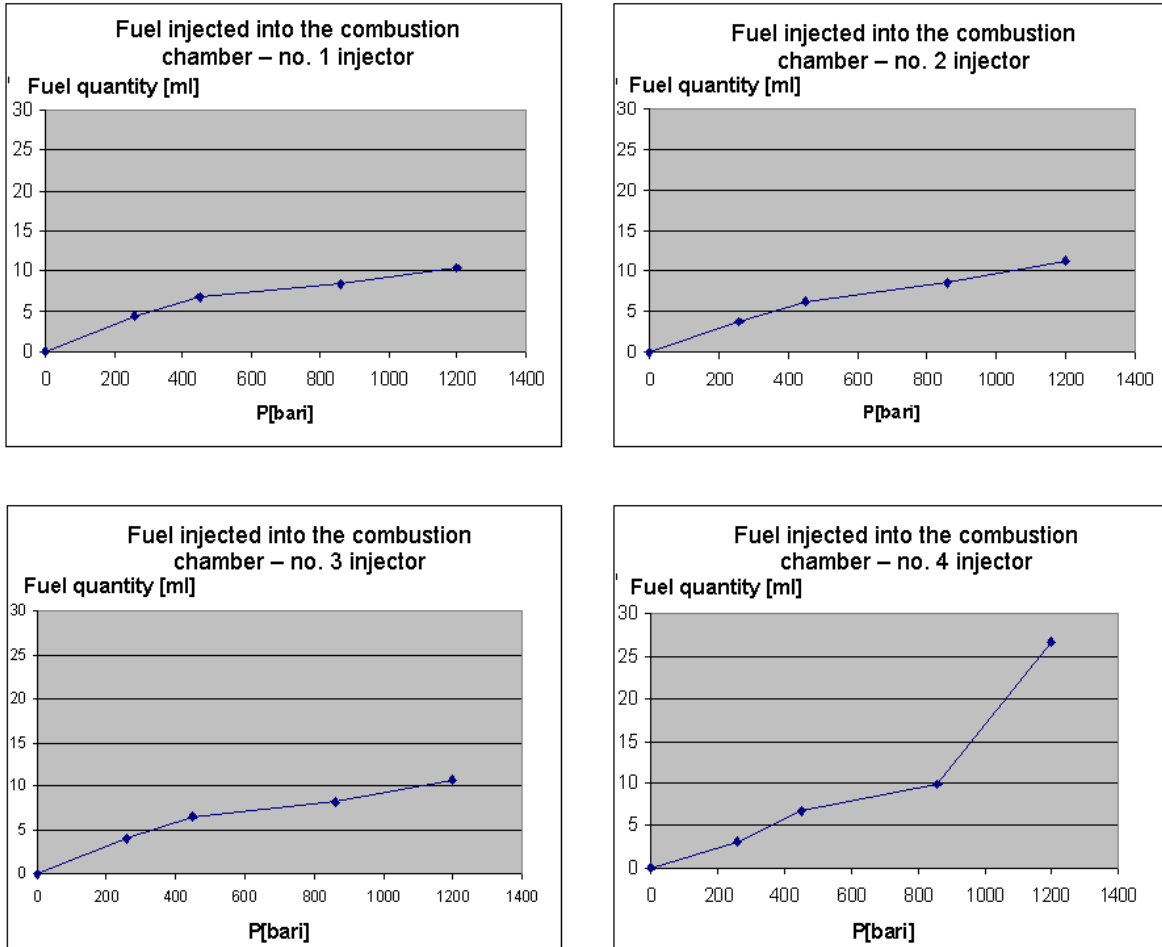 Fuel injected into the combustion
chamber – no. 1 injector
Fuel quantity [ml]
30
25
20
15
10
5
0
0 200 400 600 800 1000 1200 1400
P[bari]
Fuel injected into the combustion
chamber – no. 2 injector
Fuel quantity [ml]
30
25
20
15
10
5
0
0 200 400 600 800 1000 1200 1400
P[bari]
Fuel injected into the combustion
chamber – no. 3 injector
Fuel quantity [ml]
30
25
20
15
10
5
0
0 200 400 600 800 1000 1200 1400
P[bari]
Fuel injected into the combustion
chamber – no. 4 injector
Fuel quantity [ml]
30
25
20
15
10
5
0
0 200 400 600 800 1000 1200 1400
P[bari]